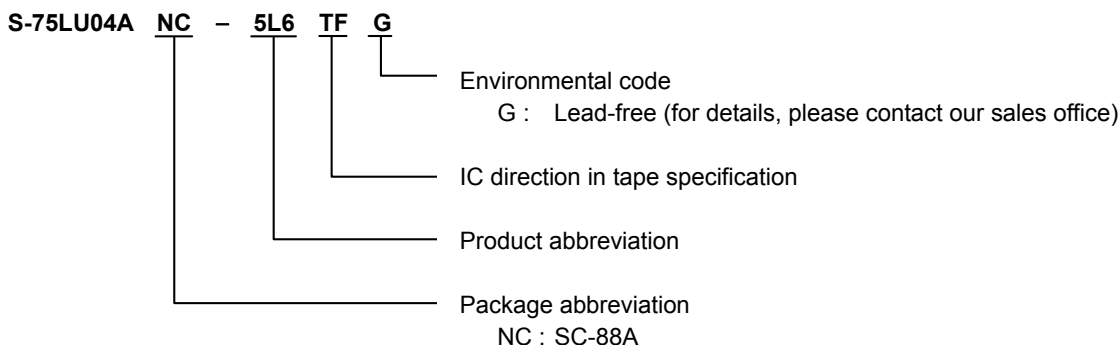 S-75LU04A NC – 5L6 TF G
Environmental code
G : Lead-free (for details, please contact our sales office)
IC direction in tape specification
Product abbreviation
Package abbreviation
NC : SC-88A